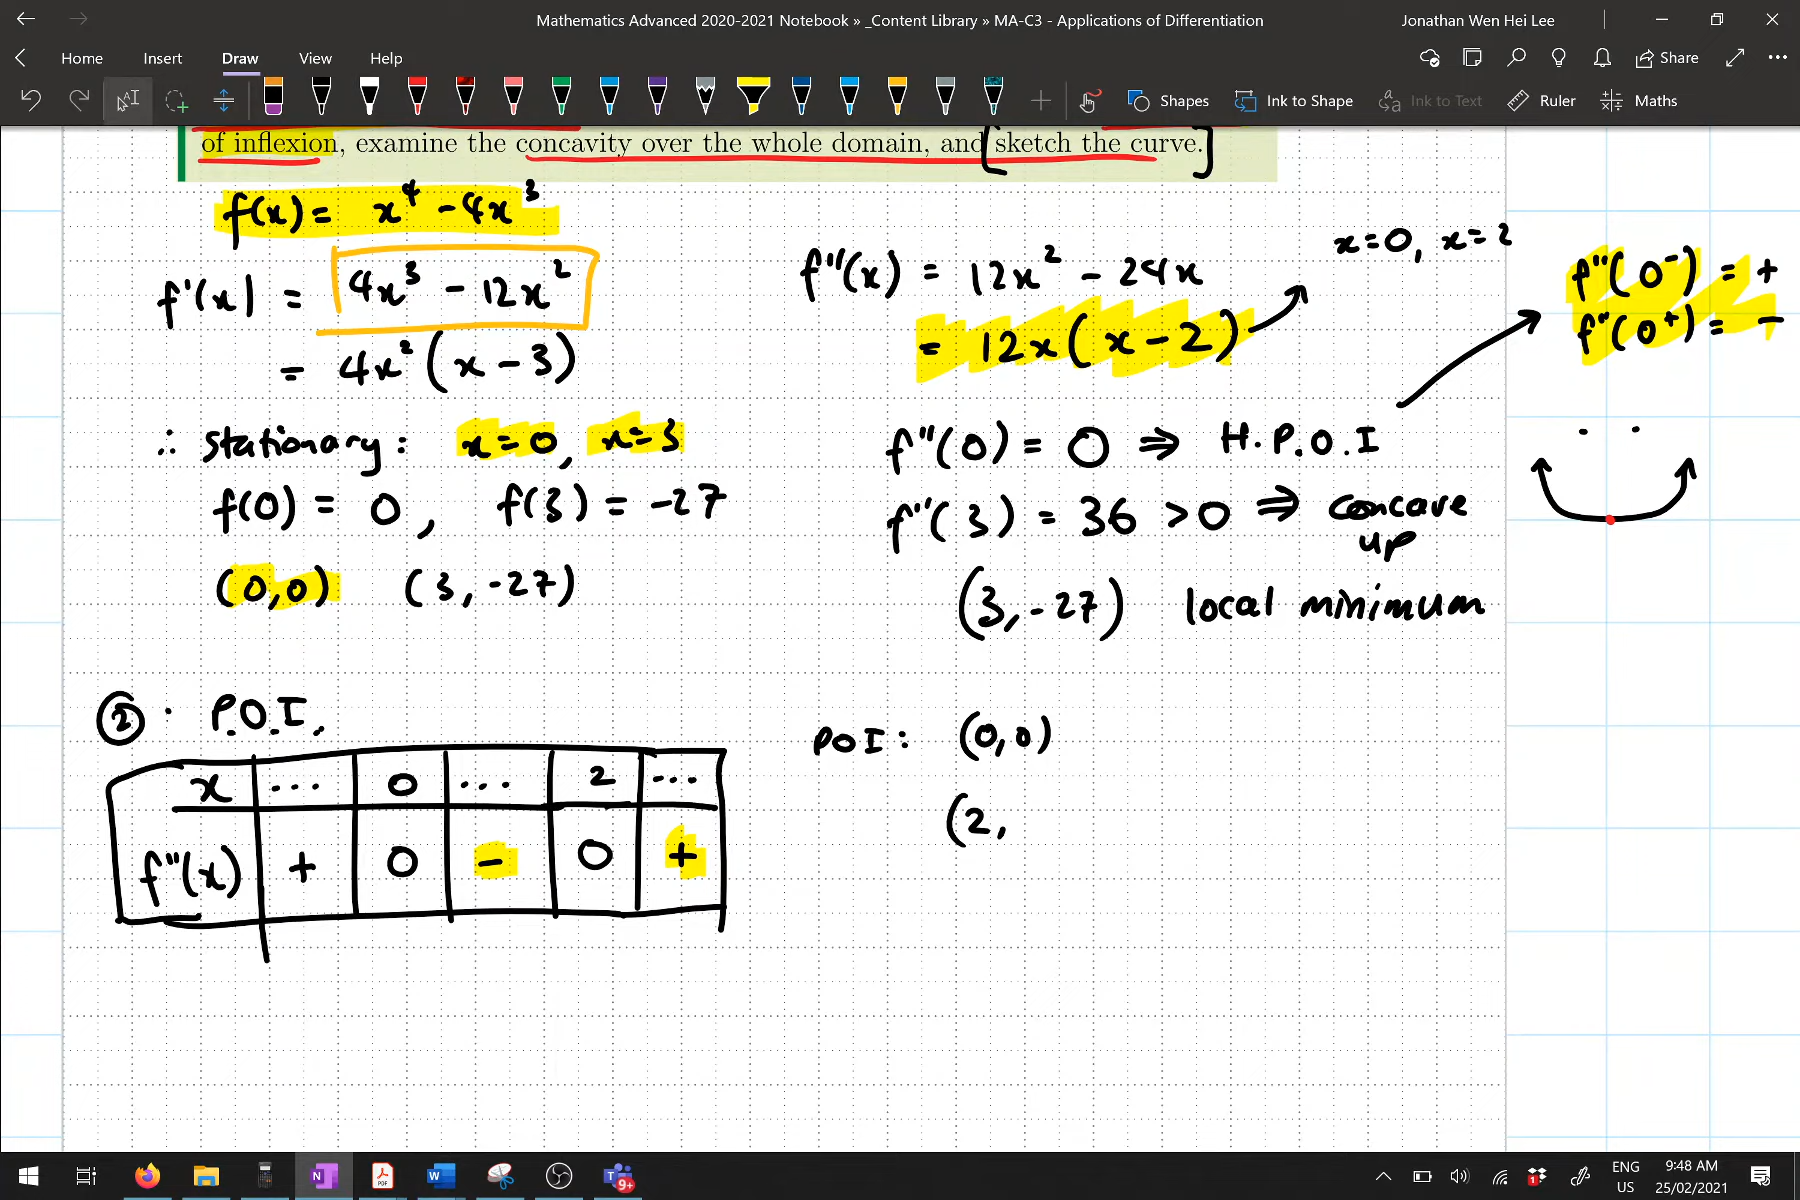 Mathematics Advanced 2020-2021 Notebook » _Content Library » MA-C3 - Applications of Differentiation
Jonathan Wen Hei Lee
Home Insert Draw View Help
Share
Shapes
Ink to Shape
Ink to Text
Ruler
Maths
of inflexion, examine the concavity over the whole domain, and [sketch the curve.]
f(x) = x⁴ - 4x³
f'(x) = 4x³ - 12x²
= 4x²(x - 3)
∴ stationary: x=0, x=3
f(0) = 0, f(3) = -27
(0,0) (3,-27)
f''(x) = 12x² - 24x
= 12x(x-2)
x=0, x=2
f''(0⁻) = +
f''(0⁺) = -
f''(0) = 0 ⇒ H.P.O.I
f''(3) = 36 > 0 ⇒ concave
up
(3,-27) local minimum
② : P.O.I.
x ... 0 ... 2 ...
f''(x) + 0 - 0 +
POI: (0,0)
(2,
N
PDF
W
T
9+
1
ENG
US
9:48 AM
25/02/2021